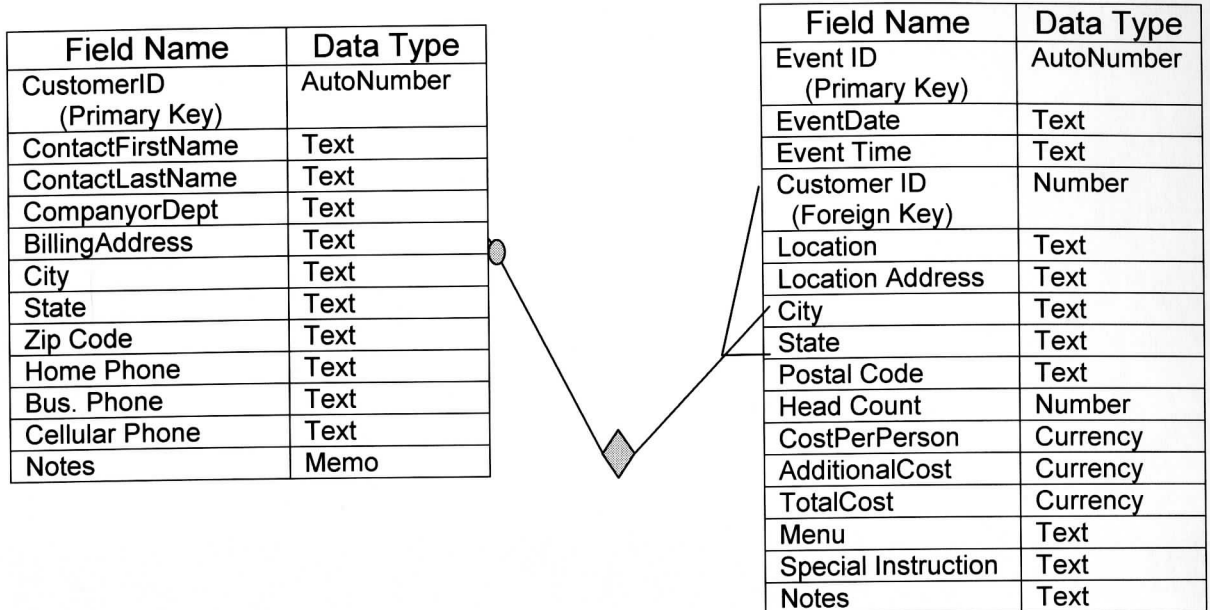 Field Name Data Type
CustomerID AutoNumber
(Primary Key)
ContactFirstName Text
ContactLastName Text
CompanyorDept Text
BillingAddress Text
City Text
State Text
Zip Code Text
Home Phone Text
Bus. Phone Text
Cellular Phone Text
Notes Memo
Field Name Data Type
Event ID AutoNumber
(Primary Key)
EventDate Text
Event Time Text
Customer ID Number
(Foreign Key)
Location Text
Location Address Text
City Text
State Text
Postal Code Text
Head Count Number
CostPerPerson Currency
AdditionalCost Currency
TotalCost Currency
Menu Text
Special Instruction Text
Notes Text